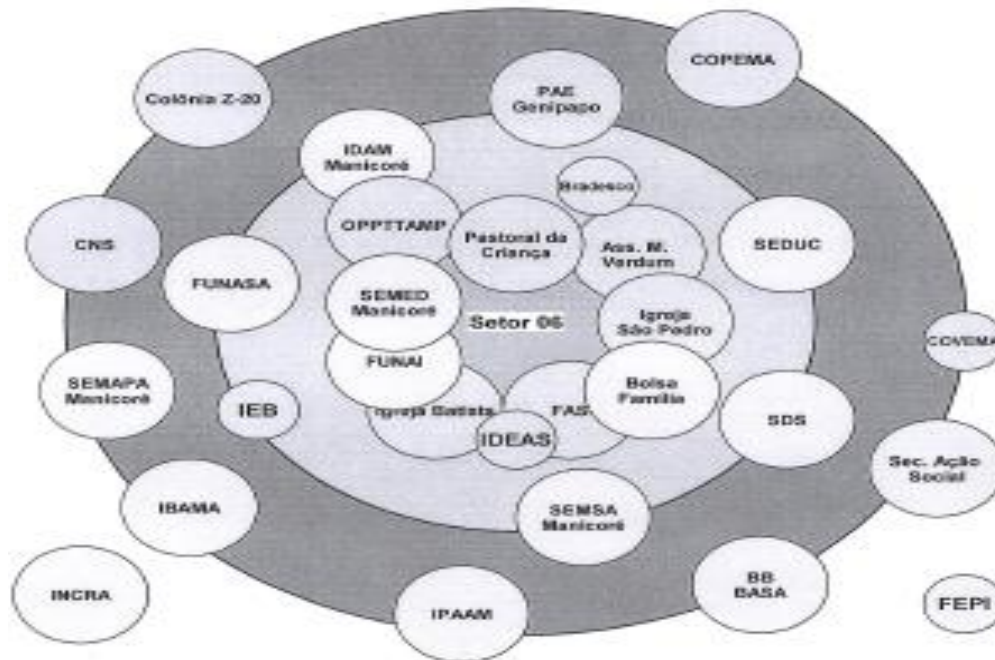 COPEMA
Colônia Z-20
PAE
Genipapo
IDAM
Manicoré
Bradesco
OPPTTAMP
Pastoral da
Criança
Ass. M.
Verdum
SEDUC
CNS
FUNASA
SEMED
Manicoré
Setor 06
Igreja
São Pedro
COVEMA
FUNAI
SEMAPA
Manicoré
Bolsa
Família
IEB
Igreja Batista
FAS
IDEAS
SDS
Sec. Ação
Social
IBAMA
SEMSA
Manicoré
BB
BASA
INCRA
IPAAM
FEPI